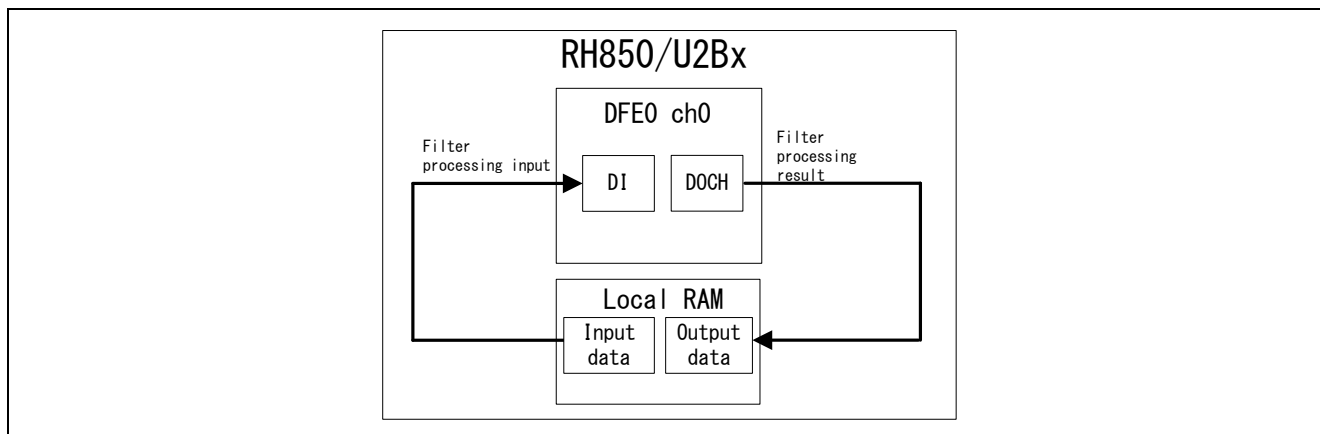 RH850/U2Bx
DFE0 ch0
Filter
processing input
Filter
processing
result
DI
DOCH
Local RAM
Input
data
Output
data